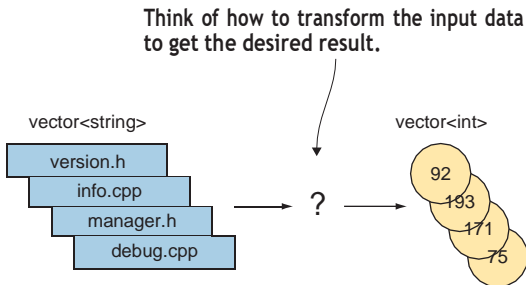 Think of how to transform the input data
to get the desired result.
vector<string>
vector<int>
version.h
info.cpp
manager.h
debug.cpp
?
92
193
171
75